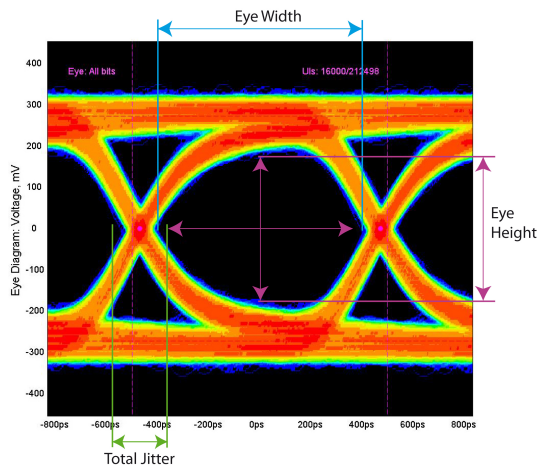 Eye Width
Eye: All bits
UIs: 16000/212498
400
300
200
100
0
-100
-200
-300
-400
Eye Diagram: Voltage, mV
Eye
Height
-800ps
-600ps
-400ps
-200ps
0ps
200ps
400ps
600ps
800ps
Total Jitter